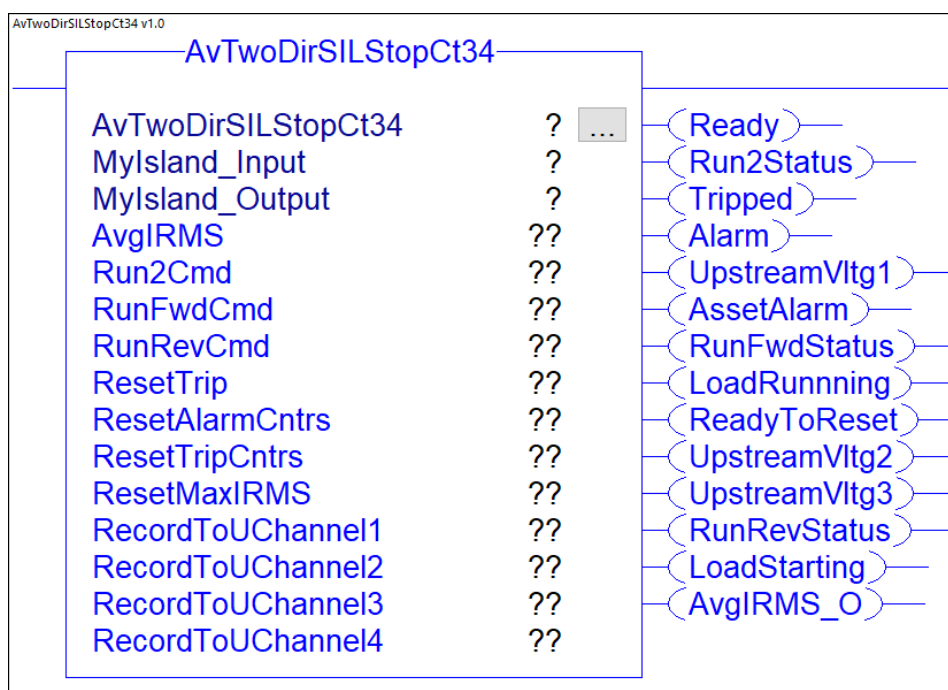 AvTwoDirSILStopCt34 v1.0
AvTwoDirSILStopCt34
AvTwoDirSILStopCt34 ? ... Ready
MyIsland_Input ? Run2Status
MyIsland_Output ? Tripped
AvgIRMS ?? Alarm
Run2Cmd ?? UpstreamVltg1
RunFwdCmd ?? AssetAlarm
RunRevCmd ?? RunFwdStatus
ResetTrip ?? LoadRunnning
ResetAlarmCntrs ?? ReadyToReset
ResetTripCntrs ?? UpstreamVltg2
ResetMaxIRMS ?? UpstreamVltg3
RecordToUChannel1 ?? RunRevStatus
RecordToUChannel2 ?? LoadStarting
RecordToUChannel3 ?? AvgIRMS_O
RecordToUChannel4 ??